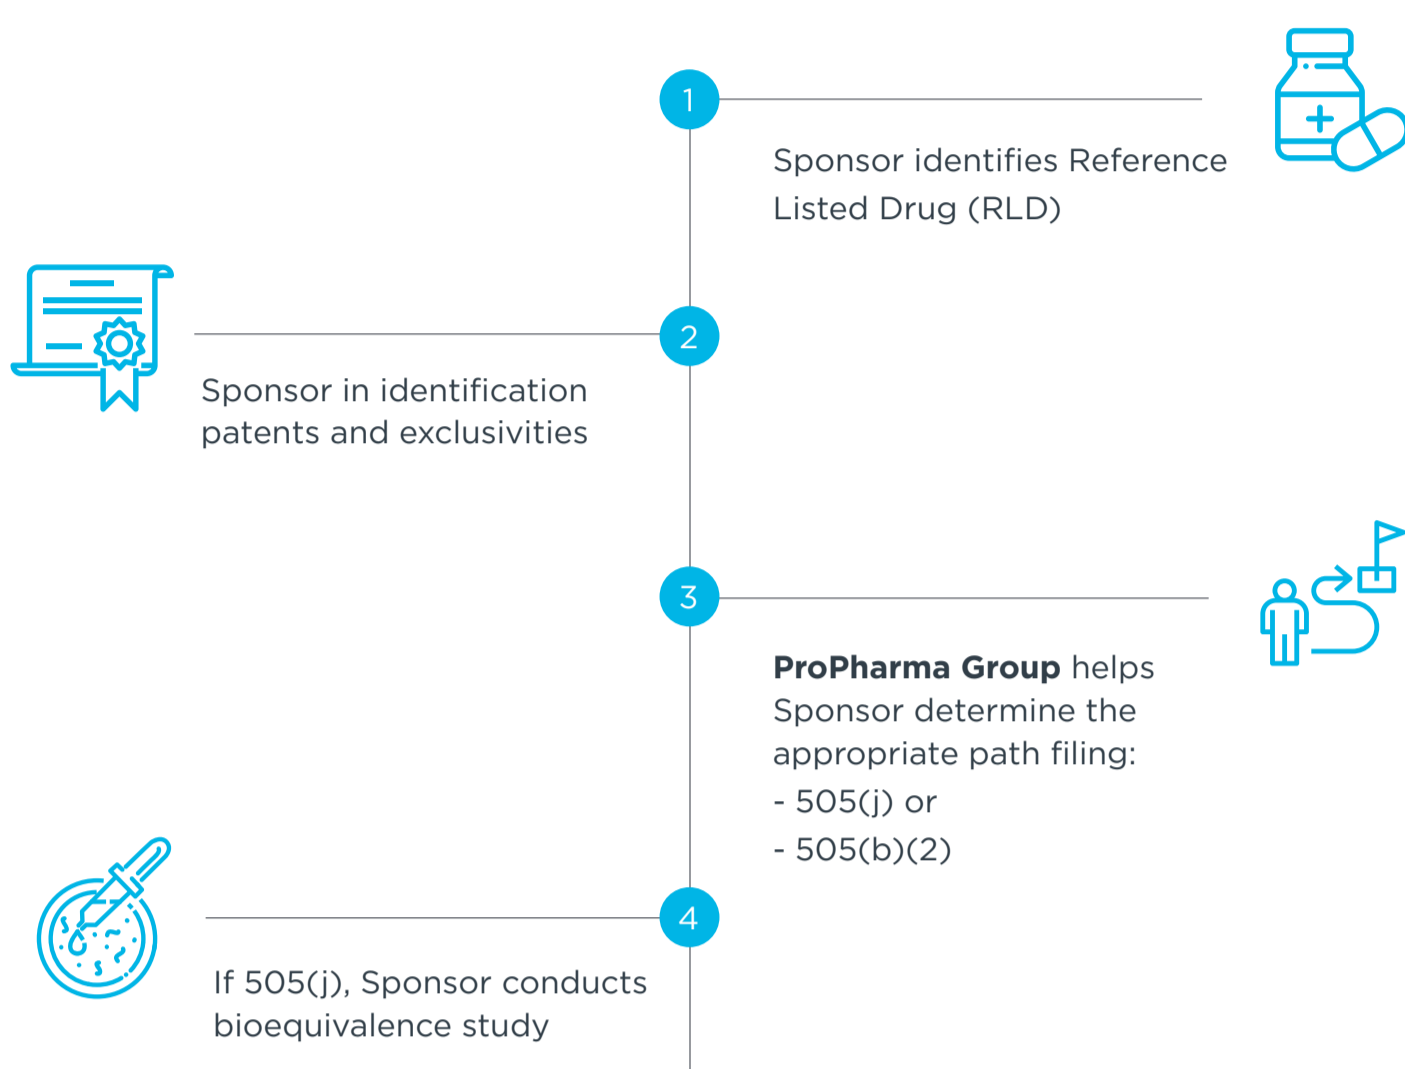 1
Sponsor identifies Reference
Listed Drug (RLD)
2
Sponsor in identification
patents and exclusivities
3
ProPharma Group helps
Sponsor determine the
appropriate path filing:
- 505(j) or
- 505(b)(2)
4
If 505(j), Sponsor conducts
bioequivalence study